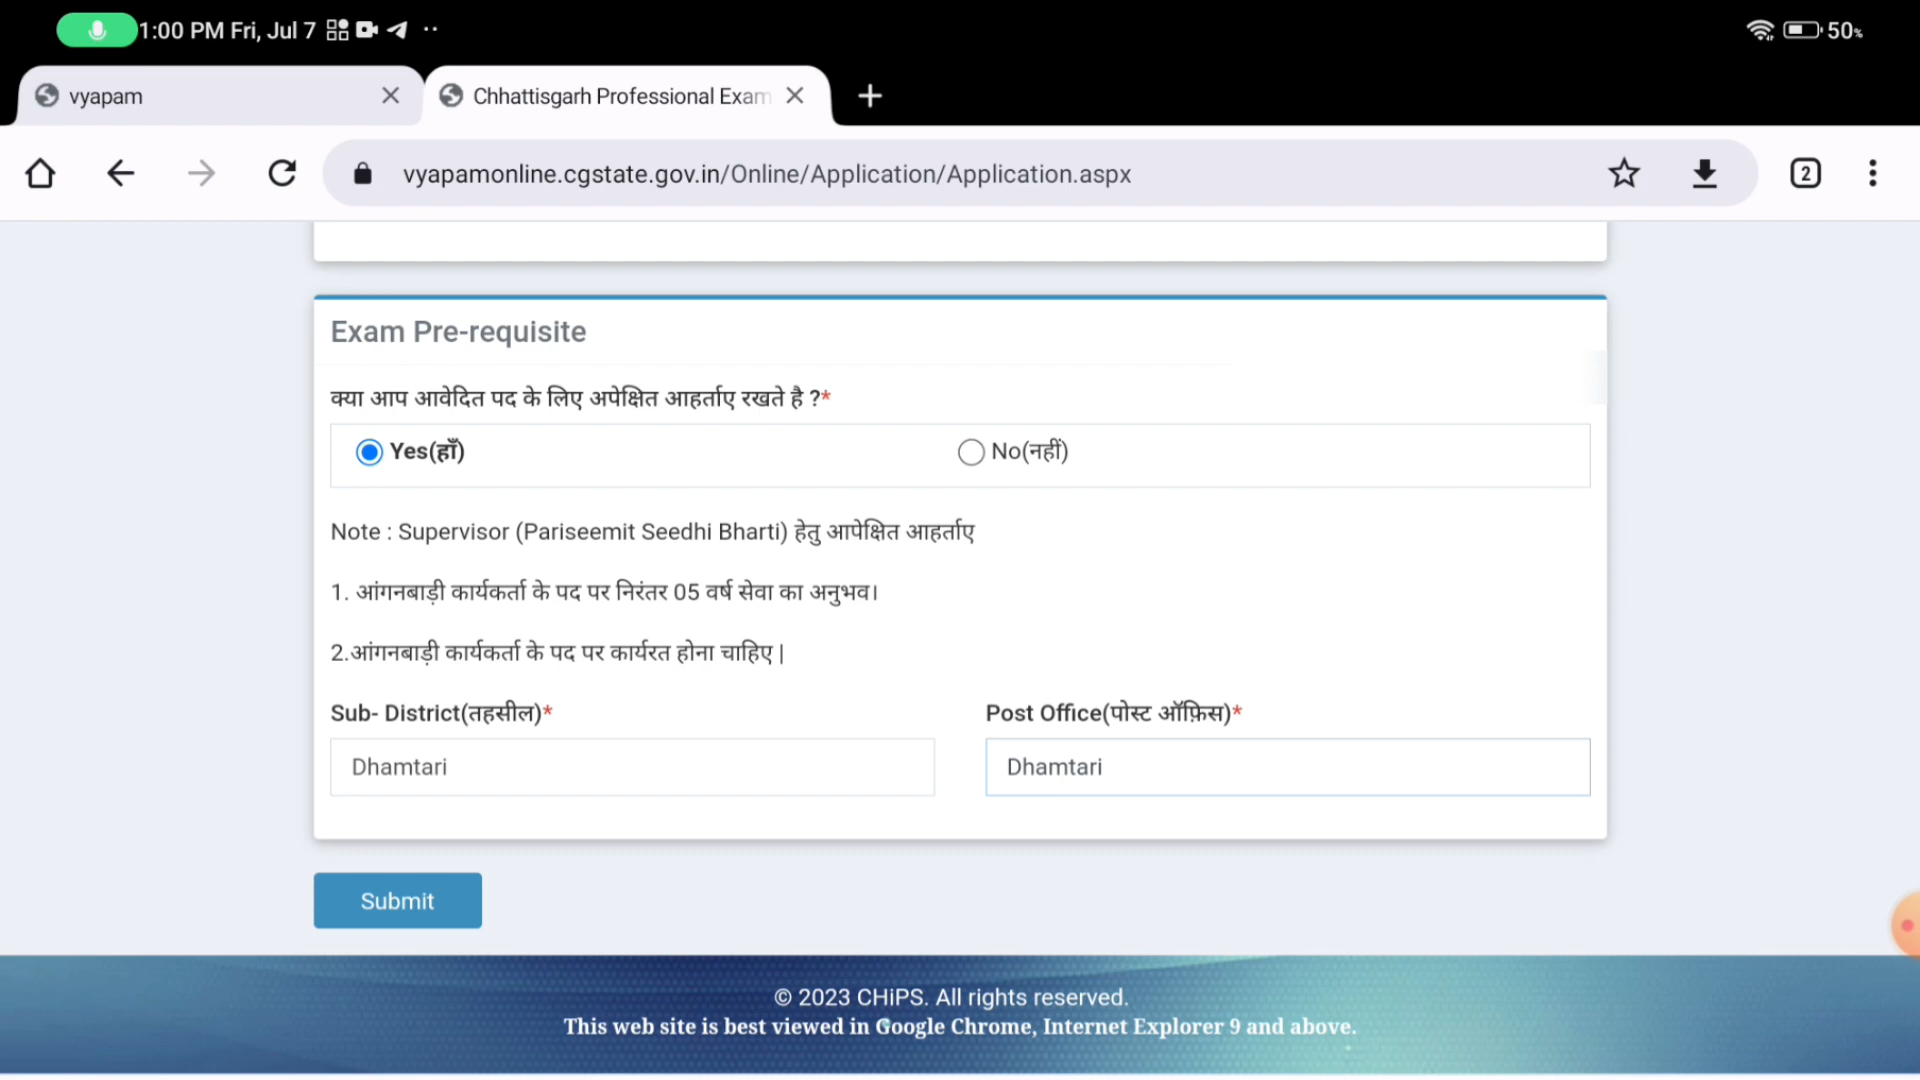 1:00 PM Fri, Jul 7
50%
vyapam
Chhattisgarh Professional Exam
vyapamonline.cgstate.gov.in/Online/Application/Application.aspx
2
Exam Pre-requisite
क्या आप आवेदित पद के लिए अपेक्षित आहर्ताए रखते है ?*
Yes(हाँ)
No(नहीं)
Note : Supervisor (Pariseemit Seedhi Bharti) हेतु आपेक्षित आहर्ताए
1. आंगनबाड़ी कार्यकर्ता के पद पर निरंतर 05 वर्ष सेवा का अनुभव।
2.आंगनबाड़ी कार्यकर्ता के पद पर कार्यरत होना चाहिए |
Sub- District(तहसील)*
Post Office(पोस्ट ऑफ़िस)*
Dhamtari
Dhamtari
Submit
© 2023 CHiPS. All rights reserved.
This web site is best viewed in Google Chrome, Internet Explorer 9 and above.